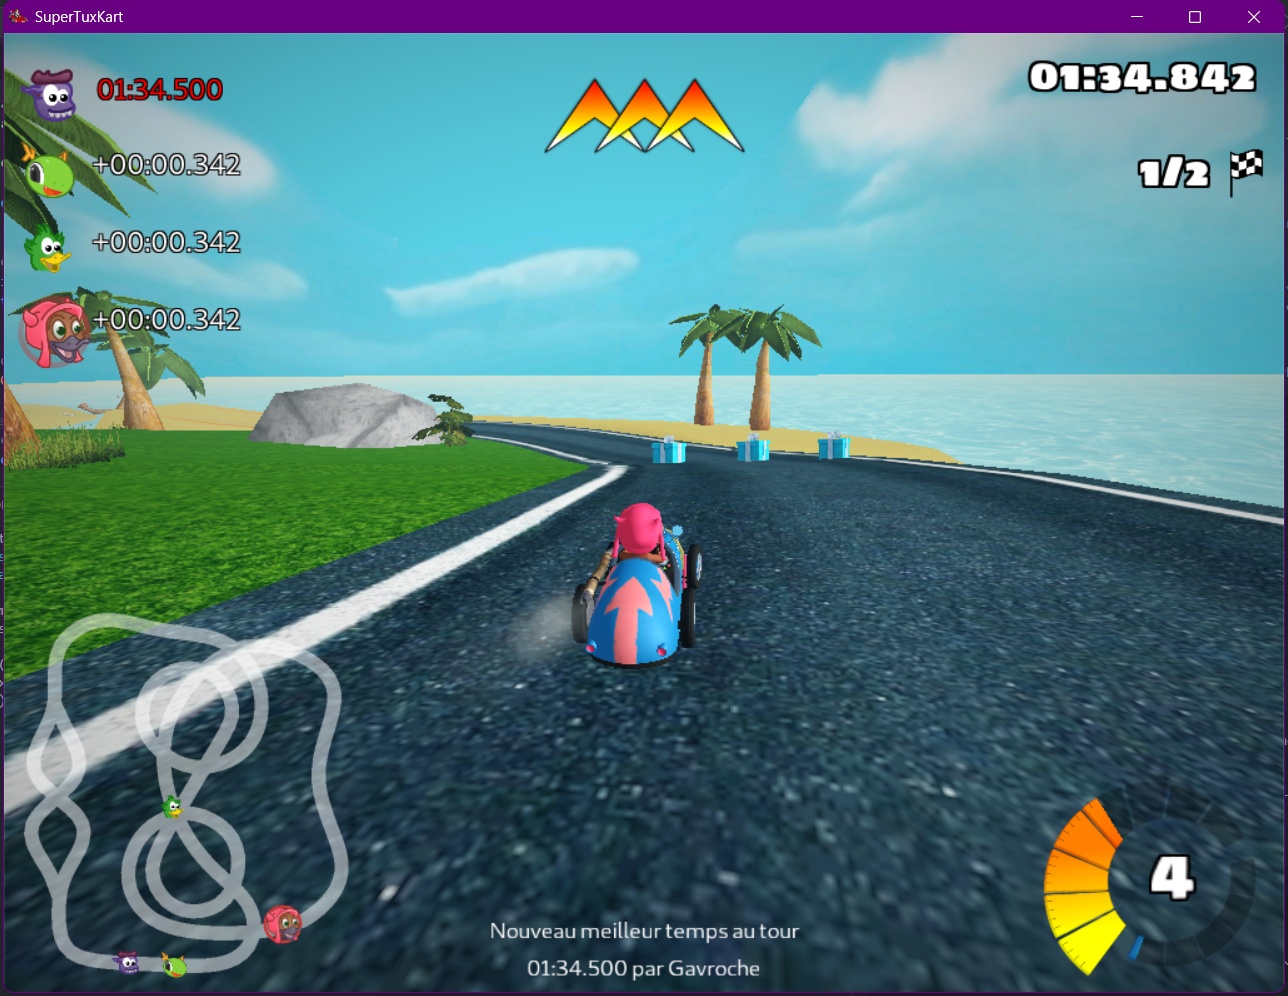 SuperTuxKart
01:34.500
01:34.842
+00:00.342
1/2
+00:00.342
+00:00.342
4
Nouveau meilleur temps au tour
01:34.500 par Gavroche